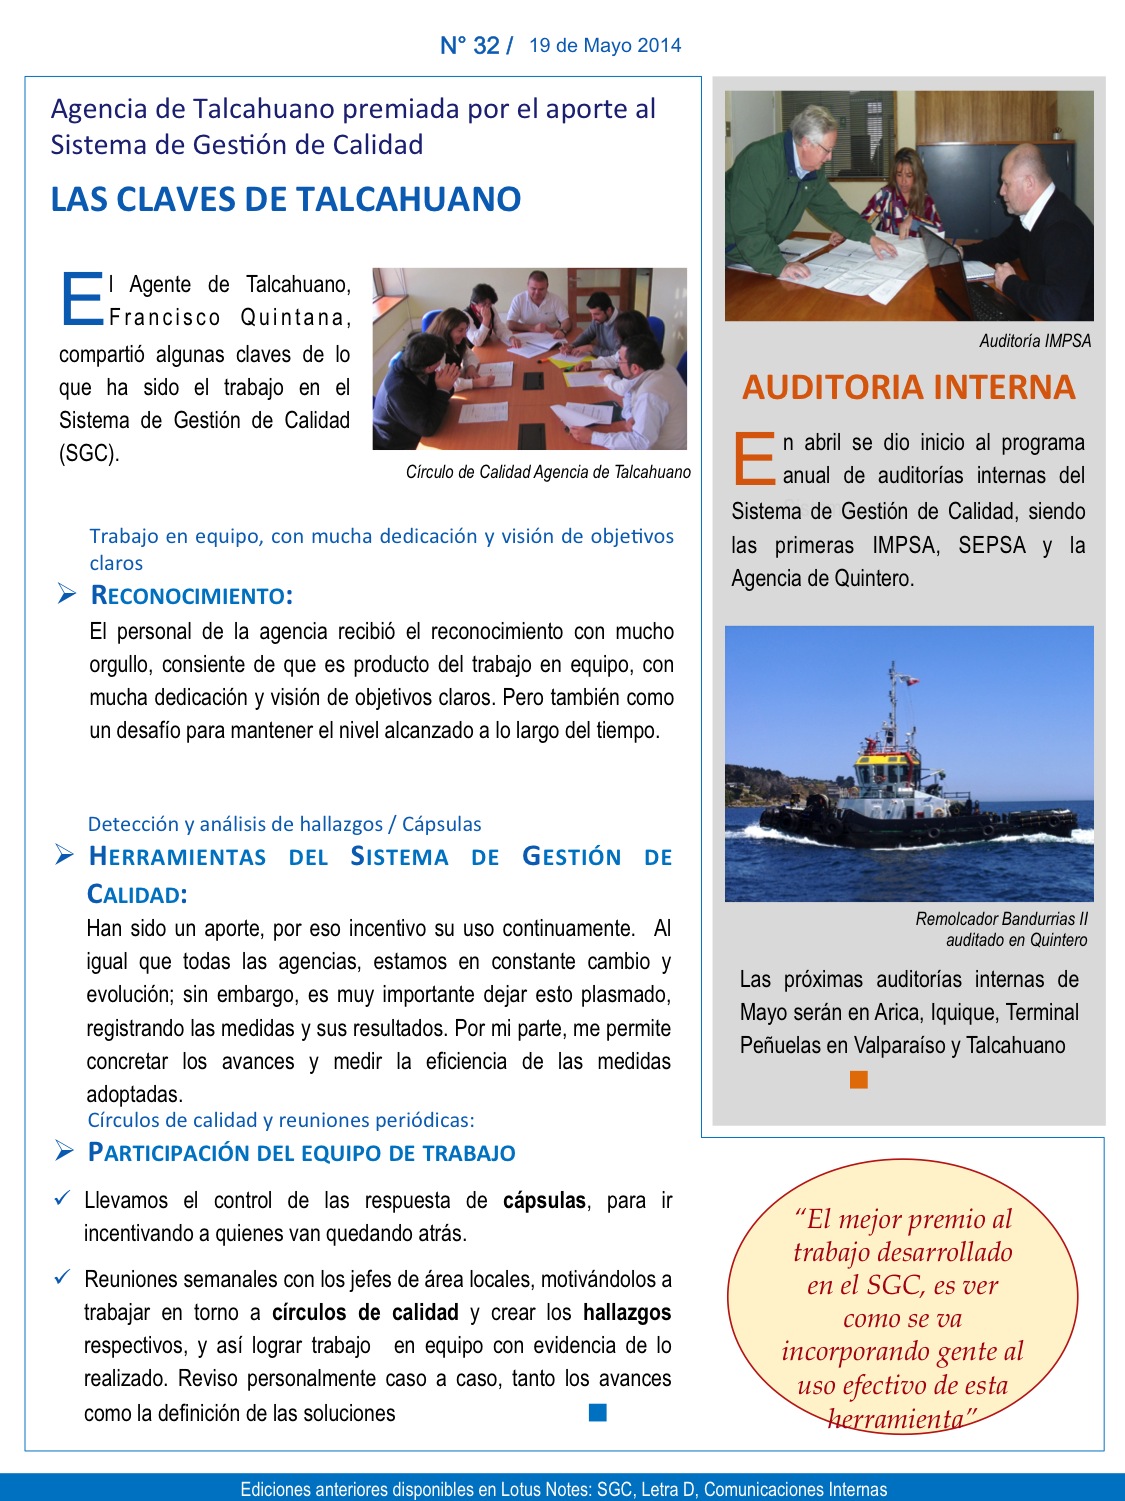 N° 32 / 19 de Mayo 2014
Agencia de Talcahuano premiada por el aporte al
Sistema de Gestión de Calidad
LAS CLAVES DE TALCAHUANO
El Agente de Talcahuano,
Francisco Quintana,
compartió algunas claves de lo
que ha sido el trabajo en el
Sistema de Gestión de Calidad
(SGC).
Círculo de Calidad Agencia de Talcahuano
Trabajo en equipo, con mucha dedicación y visión de objetivos
claros
➢ RECONOCIMIENTO:
El personal de la agencia recibió el reconocimiento con mucho
orgullo, consiente de que es producto del trabajo en equipo, con
mucha dedicación y visión de objetivos claros. Pero también como
un desafío para mantener el nivel alcanzado a lo largo del tiempo.
Detección y análisis de hallazgos / Cápsulas
➢ HERRAMIENTAS DEL SISTEMA DE GESTIÓN DE
CALIDAD:
Han sido un aporte, por eso incentivo su uso continuamente. Al
igual que todas las agencias, estamos en constante cambio y
evolución; sin embargo, es muy importante dejar esto plasmado,
registrando las medidas y sus resultados. Por mi parte, me permite
concretar los avances y medir la eficiencia de las medidas
adoptadas.
Círculos de calidad y reuniones periódicas:
➢ PARTICIPACIÓN DEL EQUIPO DE TRABAJO
✓ Llevamos el control de las respuesta de cápsulas, para ir
incentivando a quienes van quedando atrás.
✓ Reuniones semanales con los jefes de área locales, motivándolos a
trabajar en torno a círculos de calidad y crear los hallazgos
respectivos, y así lograr trabajo en equipo con evidencia de lo
realizado. Reviso personalmente caso a caso, tanto los avances
como la definición de las soluciones
Auditoría IMPSA
AUDITORIA INTERNA
En abril se dio inicio al programa
anual de auditorías internas del
Sistema de Gestión de Calidad, siendo
las primeras IMPSA, SEPSA y la
Agencia de Quintero.
Remolcador Bandurrias II
auditado en Quintero
Las próximas auditorías internas de
Mayo serán en Arica, Iquique, Terminal
Peñuelas en Valparaíso y Talcahuano
“El mejor premio al
trabajo desarrollado
en el SGC, es ver
como se va
incorporando gente al
uso efectivo de esta
herramienta”
Ediciones anteriores disponibles en Lotus Notes: SGC, Letra D, Comunicaciones Internas